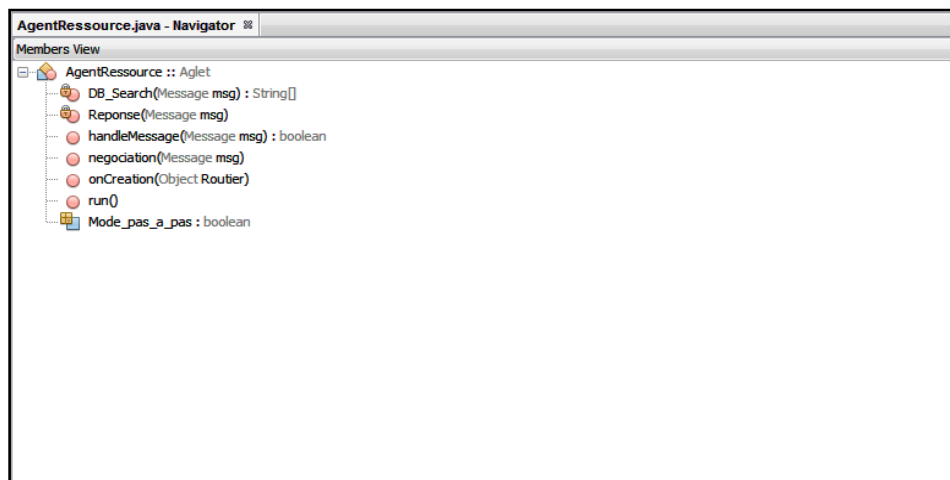 AgentRessource.java - Navigator
Members View
AgentRessource :: Aglet
DB_Search(Message msg) : String[]
Reponse(Message msg)
handleMessage(Message msg) : boolean
negociation(Message msg)
onCreation(Object Routier)
run()
Mode_pas_a_pas : boolean